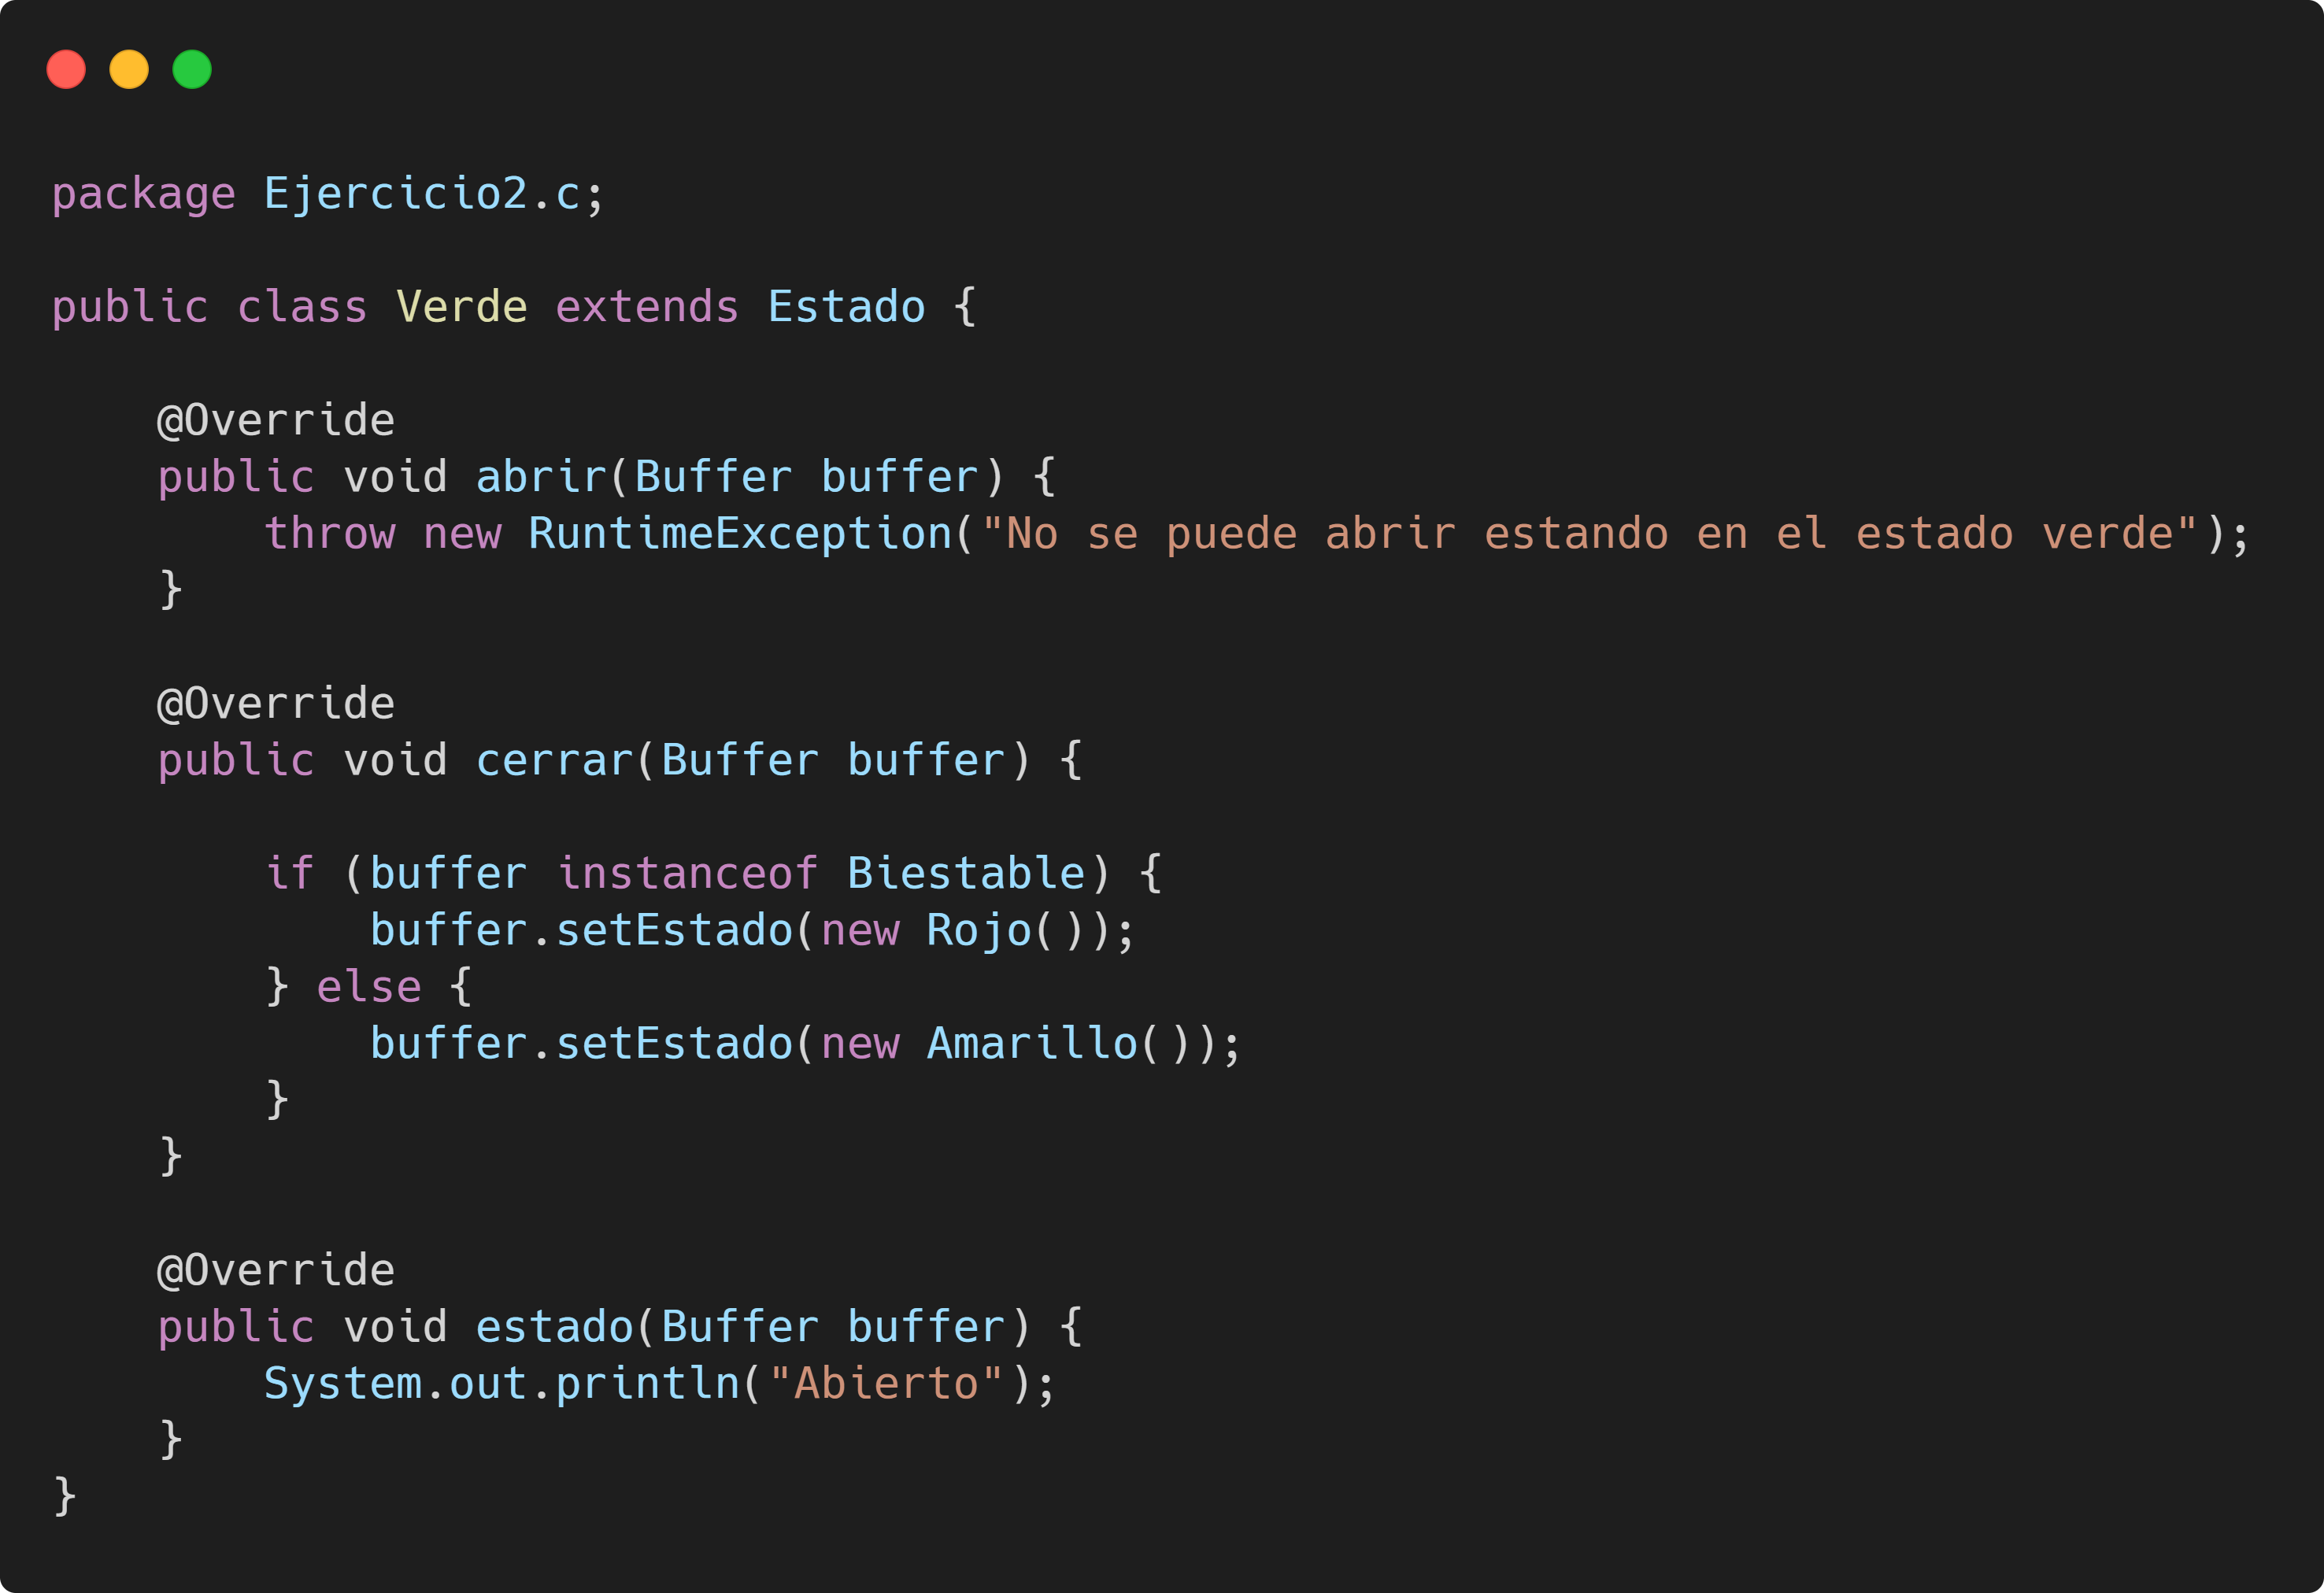 package Ejercicio2.c;

public class Verde extends Estado {

    @Override
    public void abrir(Buffer buffer) {
        throw new RuntimeException("No se puede abrir estando en el estado verde");
    }

    @Override
    public void cerrar(Buffer buffer) {

        if (buffer instanceof Biestable) {
            buffer.setEstado(new Rojo());
        } else {
            buffer.setEstado(new Amarillo());
        }
    }

    @Override
    public void estado(Buffer buffer) {
        System.out.println("Abierto");
    }
}